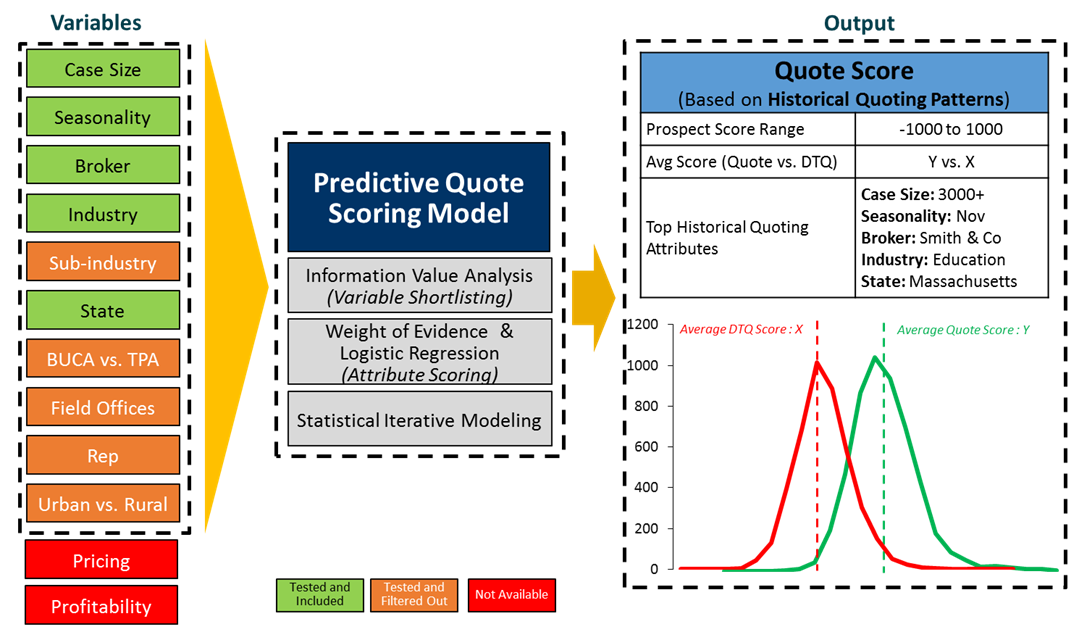 Variables
Case Size
Seasonality
Broker
Industry
Sub-industry
State
BUCA vs. TPA
Field Offices
Rep
Urban vs. Rural
Pricing
Profitability
Predictive Quote
Scoring Model
Information Value Analysis
(Variable Shortlisting)
Weight of Evidence &
Logistic Regression
(Attribute Scoring)
Statistical Iterative Modeling
Tested and
Included
Tested and
Filtered Out
Not Available
Output
Quote Score
(Based on Historical Quoting Patterns)
Prospect Score Range
-1000 to 1000
Avg Score (Quote vs. DTQ)
Y vs. X
Top Historical Quoting
Attributes
Case Size: 3000+
Seasonality: Nov
Broker: Smith & Co
Industry: Education
State: Massachusetts
Average DTQ Score : X
Average Quote Score : Y
1200
1000
800
600
400
200
0